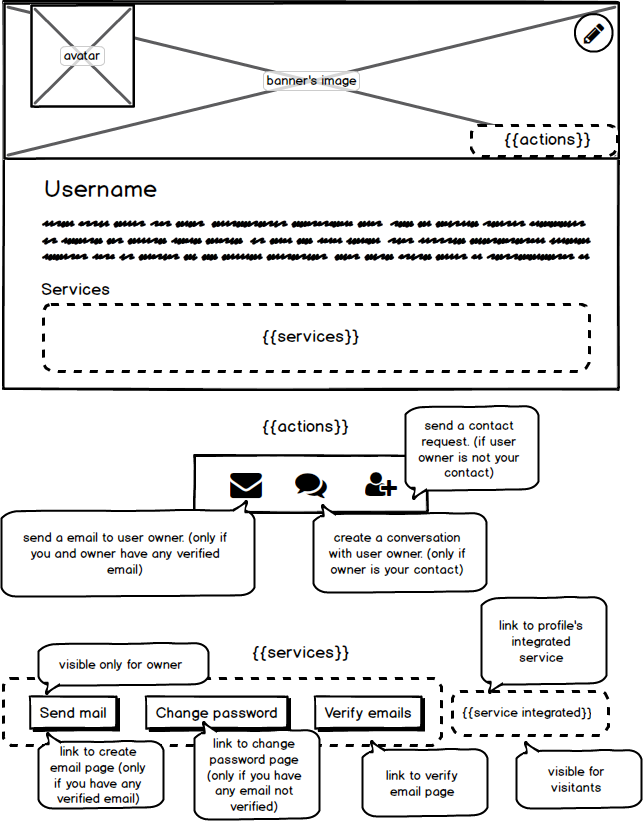 avatar
banner's image
{{actions}}
Username
Services
{{services}}
{{actions}}
send a contact
request. (if user
owner is not your
contact)
send a email to user owner. (only if
you and owner have any verified
email)
create a conversation
with user owner. (only if
owner is your contact)
link to profile's
integrated
service
{{services}}
visible only for owner
Send mail
Change password
Verify emails
{{service integrated}}
link to create
email page (only
if you have any
verified email)
link to change
password page
(only if you have
any email not
verified)
link to verify
email page
visible for
visitants